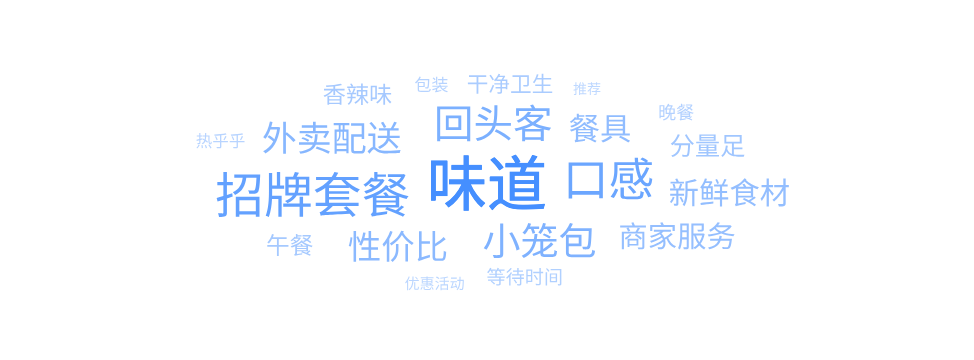 包装 干净卫生 推荐
香辣味 回头客 餐具 晚餐
热乎乎 外卖配送 分量足
招牌套餐 味道 口感 新鲜食材
午餐 性价比 小笼包 商家服务
优惠活动 等待时间